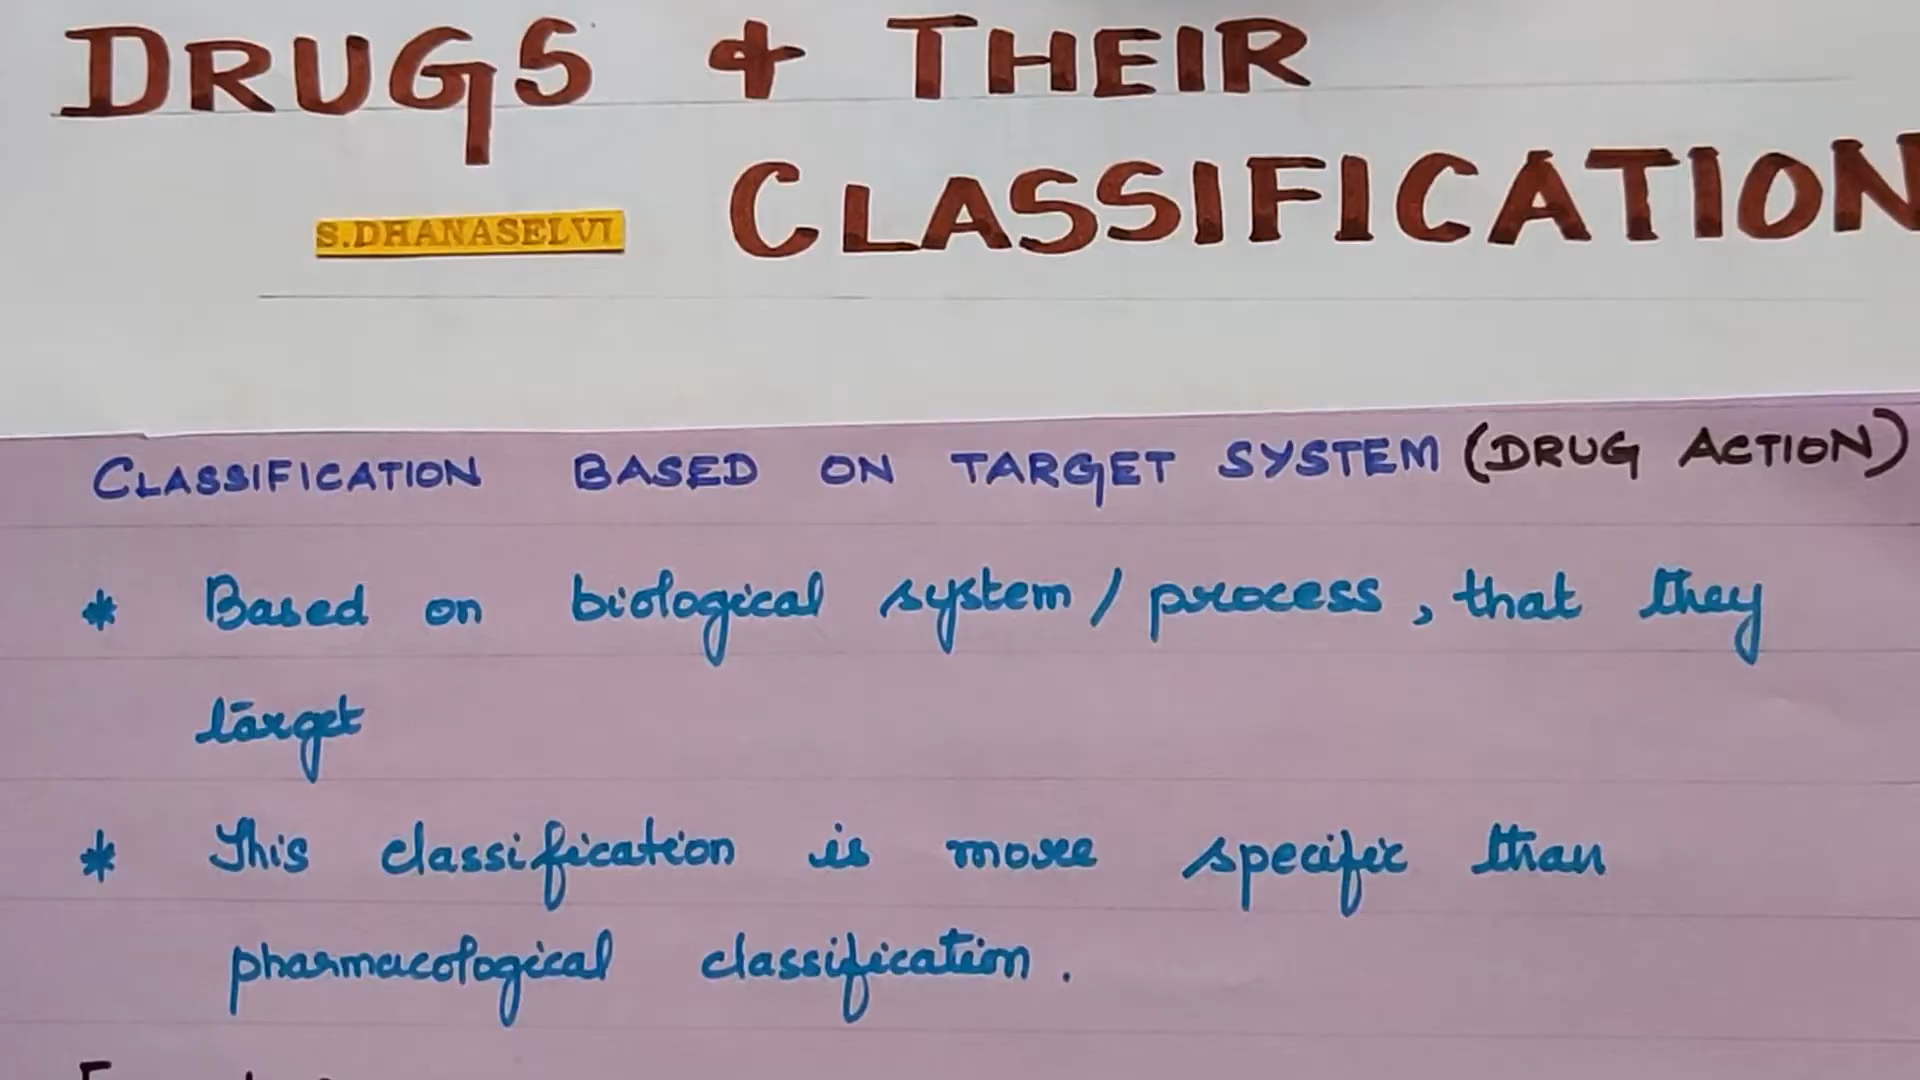 DRUGS & THEIR
CLASSIFICATION
S.DHANASELVI
CLASSIFICATION BASED ON TARGET SYSTEM (DRUG ACTION)
* Based on biological system / process, that they
target
* This classification is more specific than
pharmacological classification.